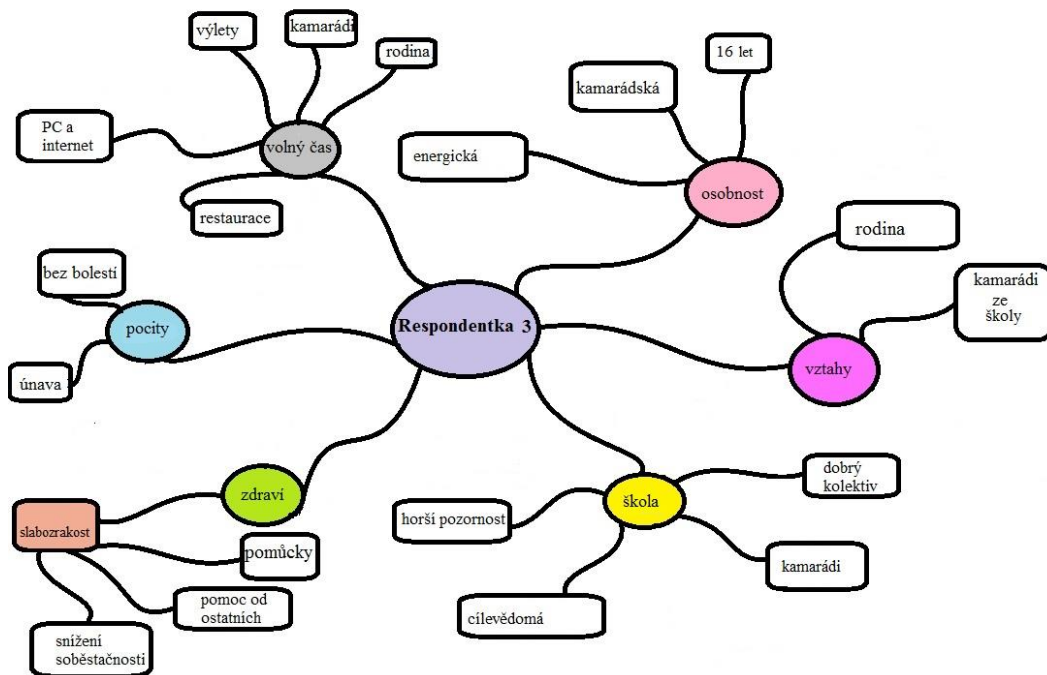 výlety
kamarádi
rodina
PC a
internet
volný čas
restaurace
16 let
kamarádská
energická
osobnost
rodina
kamarádi
ze
školy
vztahy
Respondentka 3
bez bolestí
pocity
únava
zdraví
slabozrakost
pomůcky
pomoc od
ostatních
snížení
soběstačnosti
škola
dobrý
kolektiv
horší pozornost
kamarádi
cílevědomá